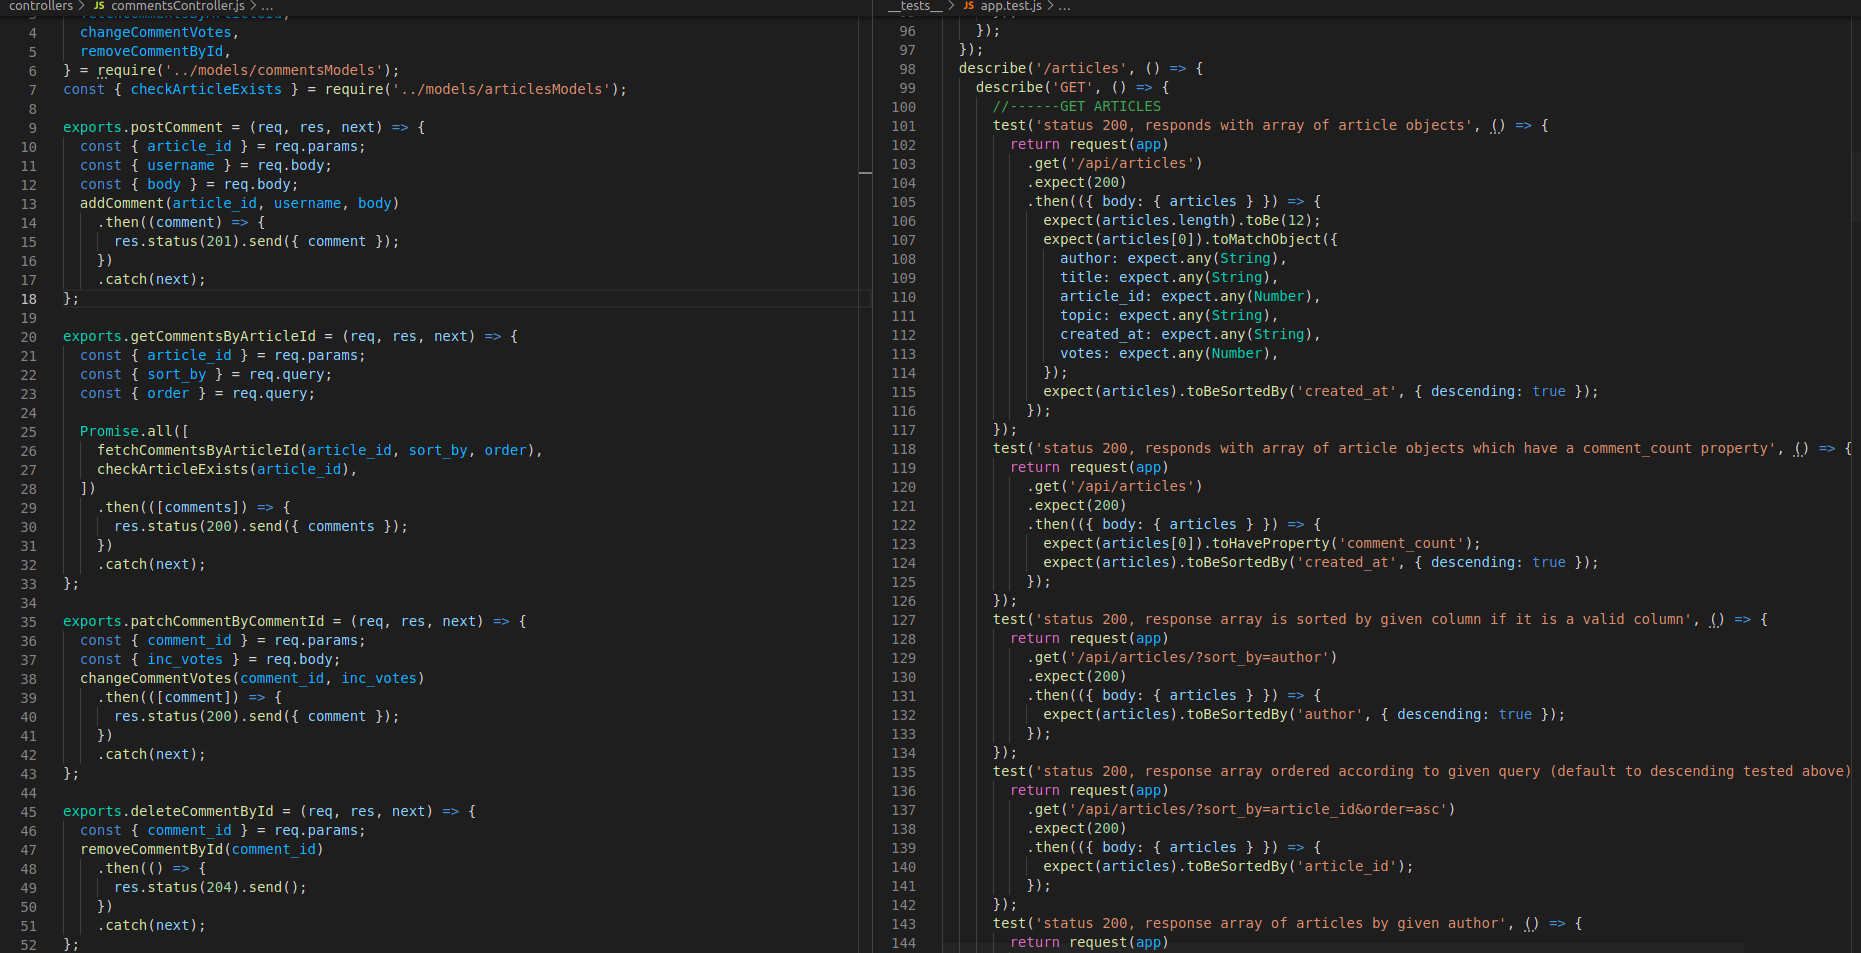 controllers > JS commentsController.js > ...
4 changeCommentVotes,
5 removeCommentById,
6 } = require('../models/commentsModels');
7 const { checkArticleExists } = require('../models/articlesModels');
8
9 exports.postComment = (req, res, next) => {
10 const { article_id } = req.params;
11 const { username } = req.body;
12 const { body } = req.body;
13 addComment(article_id, username, body)
14 .then((comment) => {
15 res.status(201).send({ comment });
16 })
17 .catch(next);
18 };
19
20 exports.getCommentsByArticleId = (req, res, next) => {
21 const { article_id } = req.params;
22 const { sort_by } = req.query;
23 const { order } = req.query;
24
25 Promise.all([
26 fetchCommentsByArticleId(article_id, sort_by, order),
27 checkArticleExists(article_id),
28 ])
29 .then(([comments]) => {
30 res.status(200).send({ comments });
31 })
32 .catch(next);
33 };
34
35 exports.patchCommentByCommentId = (req, res, next) => {
36 const { comment_id } = req.params;
37 const { inc_votes } = req.body;
38 changeCommentVotes(comment_id, inc_votes)
39 .then(([comment]) => {
40 res.status(200).send({ comment });
41 })
42 .catch(next);
43 };
44
45 exports.deleteCommentById = (req, res, next) => {
46 const { comment_id } = req.params;
47 removeCommentById(comment_id)
48 .then(() => {
49 res.status(204).send();
50 })
51 .catch(next);
52 };
__tests__ > JS app.test.js > ...
96 });
97 });
98 describe('/articles', () => {
99 describe('GET', () => {
100 //------GET ARTICLES
101 test('status 200, responds with array of article objects', () => {
102 return request(app)
103 .get('/api/articles')
104 .expect(200)
105 .then(({ body: { articles } }) => {
106 expect(articles.length).toBe(12);
107 expect(articles[0]).toMatchObject({
108 author: expect.any(String),
109 title: expect.any(String),
110 article_id: expect.any(Number),
111 topic: expect.any(String),
112 created_at: expect.any(String),
113 votes: expect.any(Number),
114 });
115 expect(articles).toBeSortedBy('created_at', { descending: true });
116 });
117 });
118 test('status 200, responds with array of article objects which have a comment_count property', () => {
119 return request(app)
120 .get('/api/articles')
121 .expect(200)
122 .then(({ body: { articles } }) => {
123 expect(articles[0]).toHaveProperty('comment_count');
124 expect(articles).toBeSortedBy('created_at', { descending: true });
125 });
126 });
127 test('status 200, response array is sorted by given column if it is a valid column', () => {
128 return request(app)
129 .get('/api/articles/?sort_by=author')
130 .expect(200)
131 .then(({ body: { articles } }) => {
132 expect(articles).toBeSortedBy('author', { descending: true });
133 });
134 });
135 test('status 200, response array ordered according to given query (default to descending tested above)
136 return request(app)
137 .get('/api/articles/?sort_by=article_id&order=asc')
138 .expect(200)
139 .then(({ body: { articles } }) => {
140 expect(articles).toBeSortedBy('article_id');
141 });
142 });
143 test('status 200, response array of articles by given author', () => {
144 return request(app)